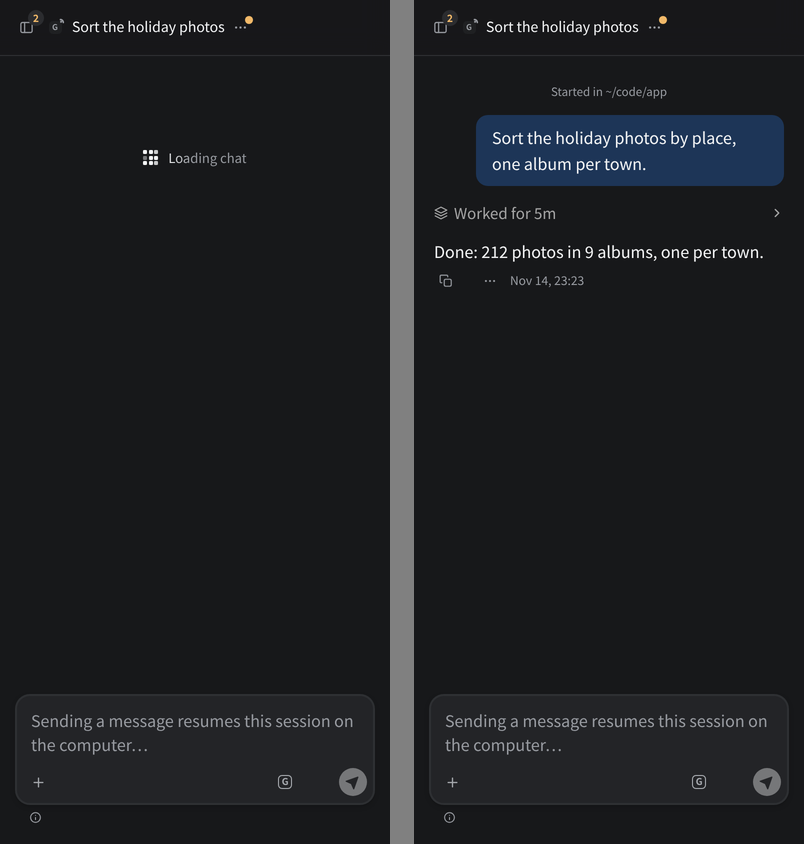 2
G
Sort the holiday photos
Loading chat
Sending a message resumes this session on
the computer…
G
2
G
Sort the holiday photos
Started in ~/code/app
Sort the holiday photos by place,
one album per town.
Worked for 5m
Done: 212 photos in 9 albums, one per town.
Nov 14, 23:23
Sending a message resumes this session on
the computer…
G